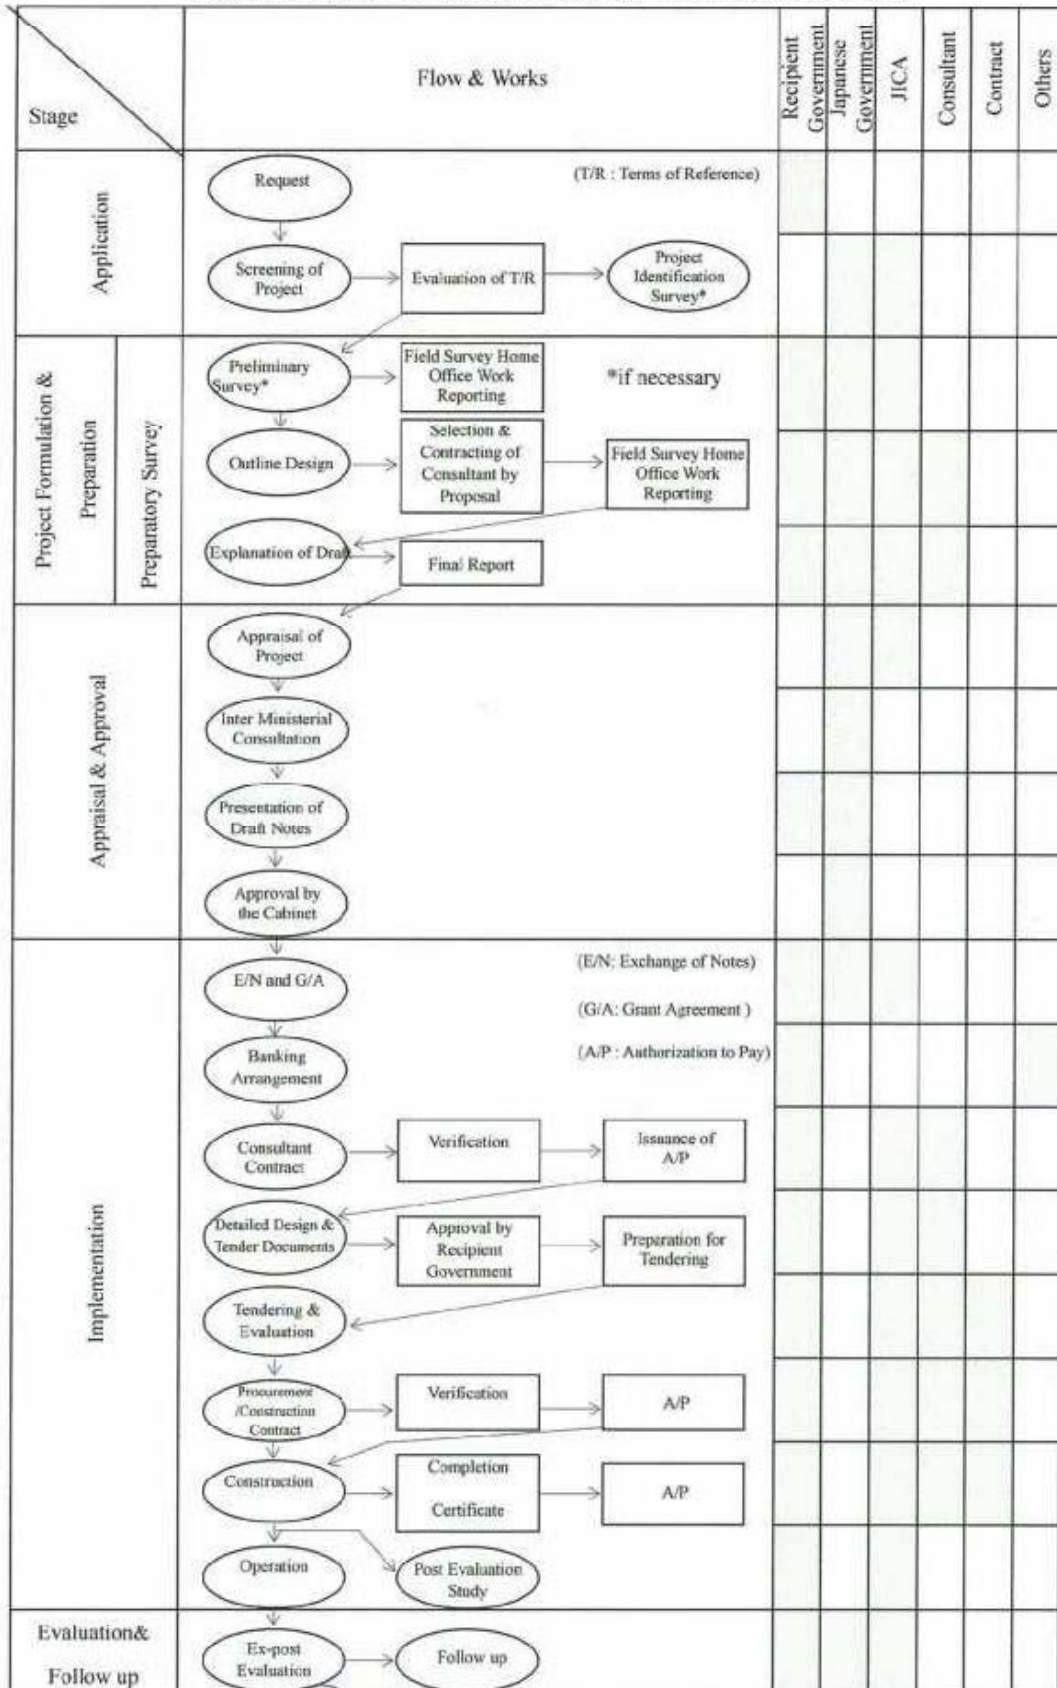 Stage
Flow & Works
Recipient
Government
Japanese
Government
JICA
Consultant
Contract
Others
Application
Request
(T/R : Terms of Reference)
Screening of
Project
Evaluation of T/R
Project
Identification
Survey*
Project Formulation &
Preparation
Preparatory Survey
Preliminary
Survey*
Field Survey Home
Office Work
Reporting
*if necessary
Outline Design
Selection &
Contracting of
Consultant by
Proposal
Field Survey Home
Office Work
Reporting
Explanation of Draft
Final Report
Appraisal & Approval
Appraisal of
Project
Inter Ministerial
Consultation
Presentation of
Draft Notes
Approval by
the Cabinet
Implementation
E/N and G/A
(E/N: Exchange of Notes)
(G/A: Grant Agreement )
(A/P : Authorization to Pay)
Banking
Arrangement
Consultant
Contract
Verification
Issuance of
A/P
Detailed Design &
Tender Documents
Approval by
Recipient
Government
Preparation for
Tendering
Tendering &
Evaluation
Procurement
/Construction
Contract
Verification
A/P
Construction
Completion
Certificate
A/P
Operation
Post Evaluation
Study
Evaluation&
Follow up
Ex-post
Evaluation
Follow up